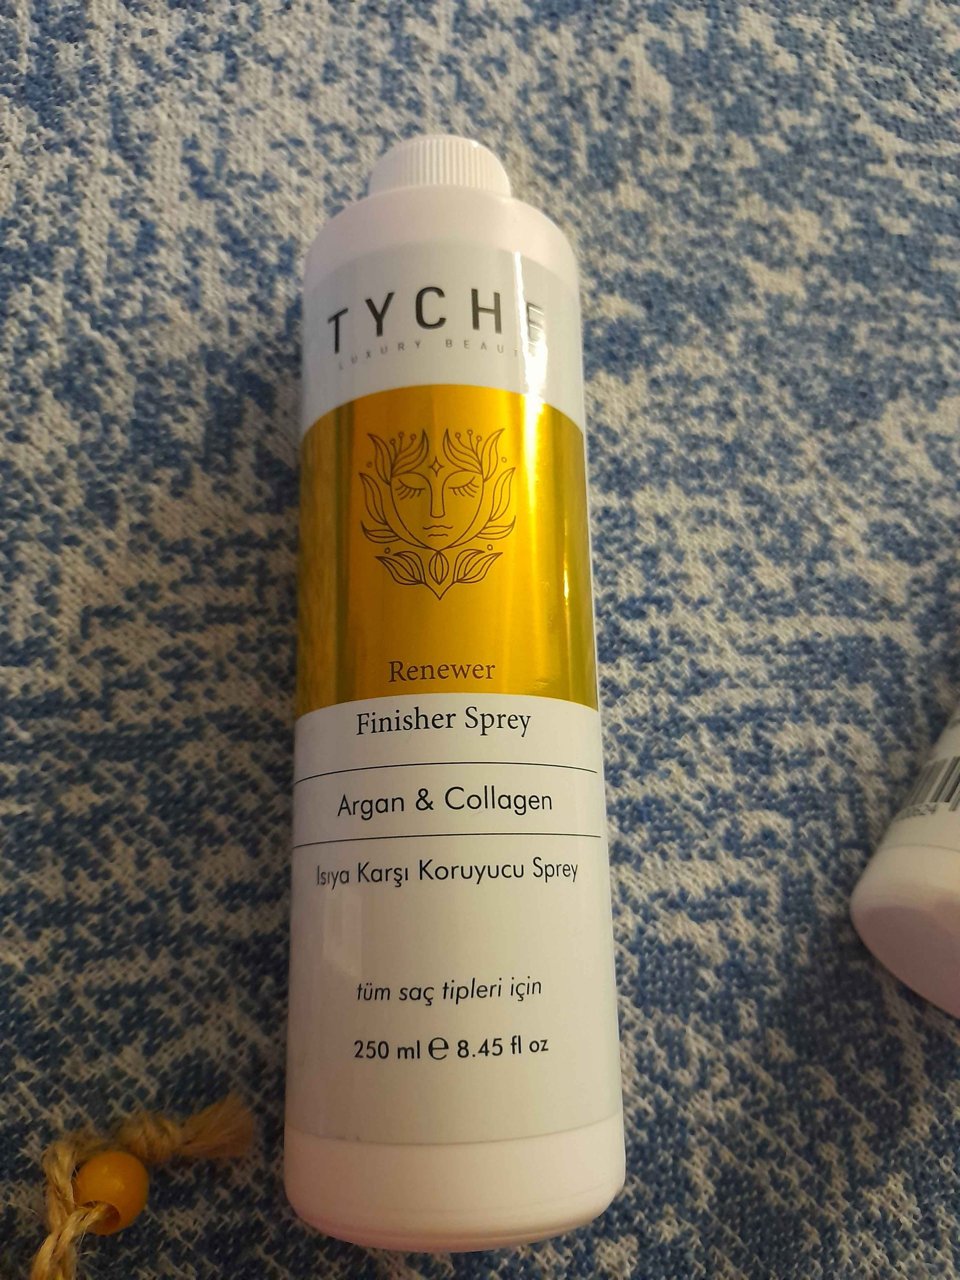 TYCHE
LUXURY BEAUTY
Renewer
Finisher Sprey
Argan & Collagen
Isıya Karşı Koruyucu Sprey
tüm saç tipleri için
250 ml ℮ 8.45 fl oz